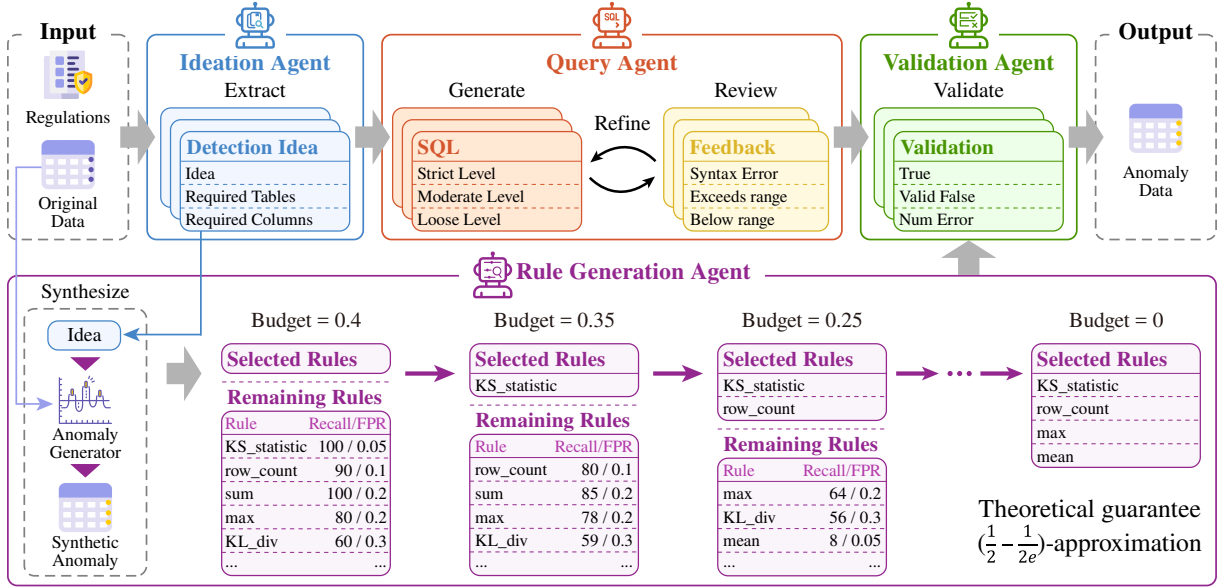 Input
Regulations
Original
Data
Ideation Agent
Extract
Detection Idea
Idea
Required Tables
Required Columns
SQL
Query Agent
Generate
SQL
Strict Level
Moderate Level
Loose Level
Refine
Review
Feedback
Syntax Error
Exceeds range
Below range
Validation Agent
Validate
Validation
True
Valid False
Num Error
Output
Anomaly
Data
Rule Generation Agent
Synthesize
Idea
Anomaly
Generator
Synthetic
Anomaly
Budget = 0.4
Selected Rules
Remaining Rules
Rule Recall/FPR
KS_statistic 100 / 0.05
row_count 90 / 0.1
sum 100 / 0.2
max 80 / 0.2
KL_div 60 / 0.3
... ...
Budget = 0.35
Selected Rules
KS_statistic
Remaining Rules
Rule Recall/FPR
row_count 80 / 0.1
sum 85 / 0.2
max 78 / 0.2
KL_div 59 / 0.3
... ...
Budget = 0.25
Selected Rules
KS_statistic
row_count
Remaining Rules
Rule Recall/FPR
max 64 / 0.2
KL_div 56 / 0.3
mean 8 / 0.05
... ...
...
Budget = 0
Selected Rules
KS_statistic
row_count
max
mean
Theoretical guarantee
(1/2 − 1/2e)-approximation